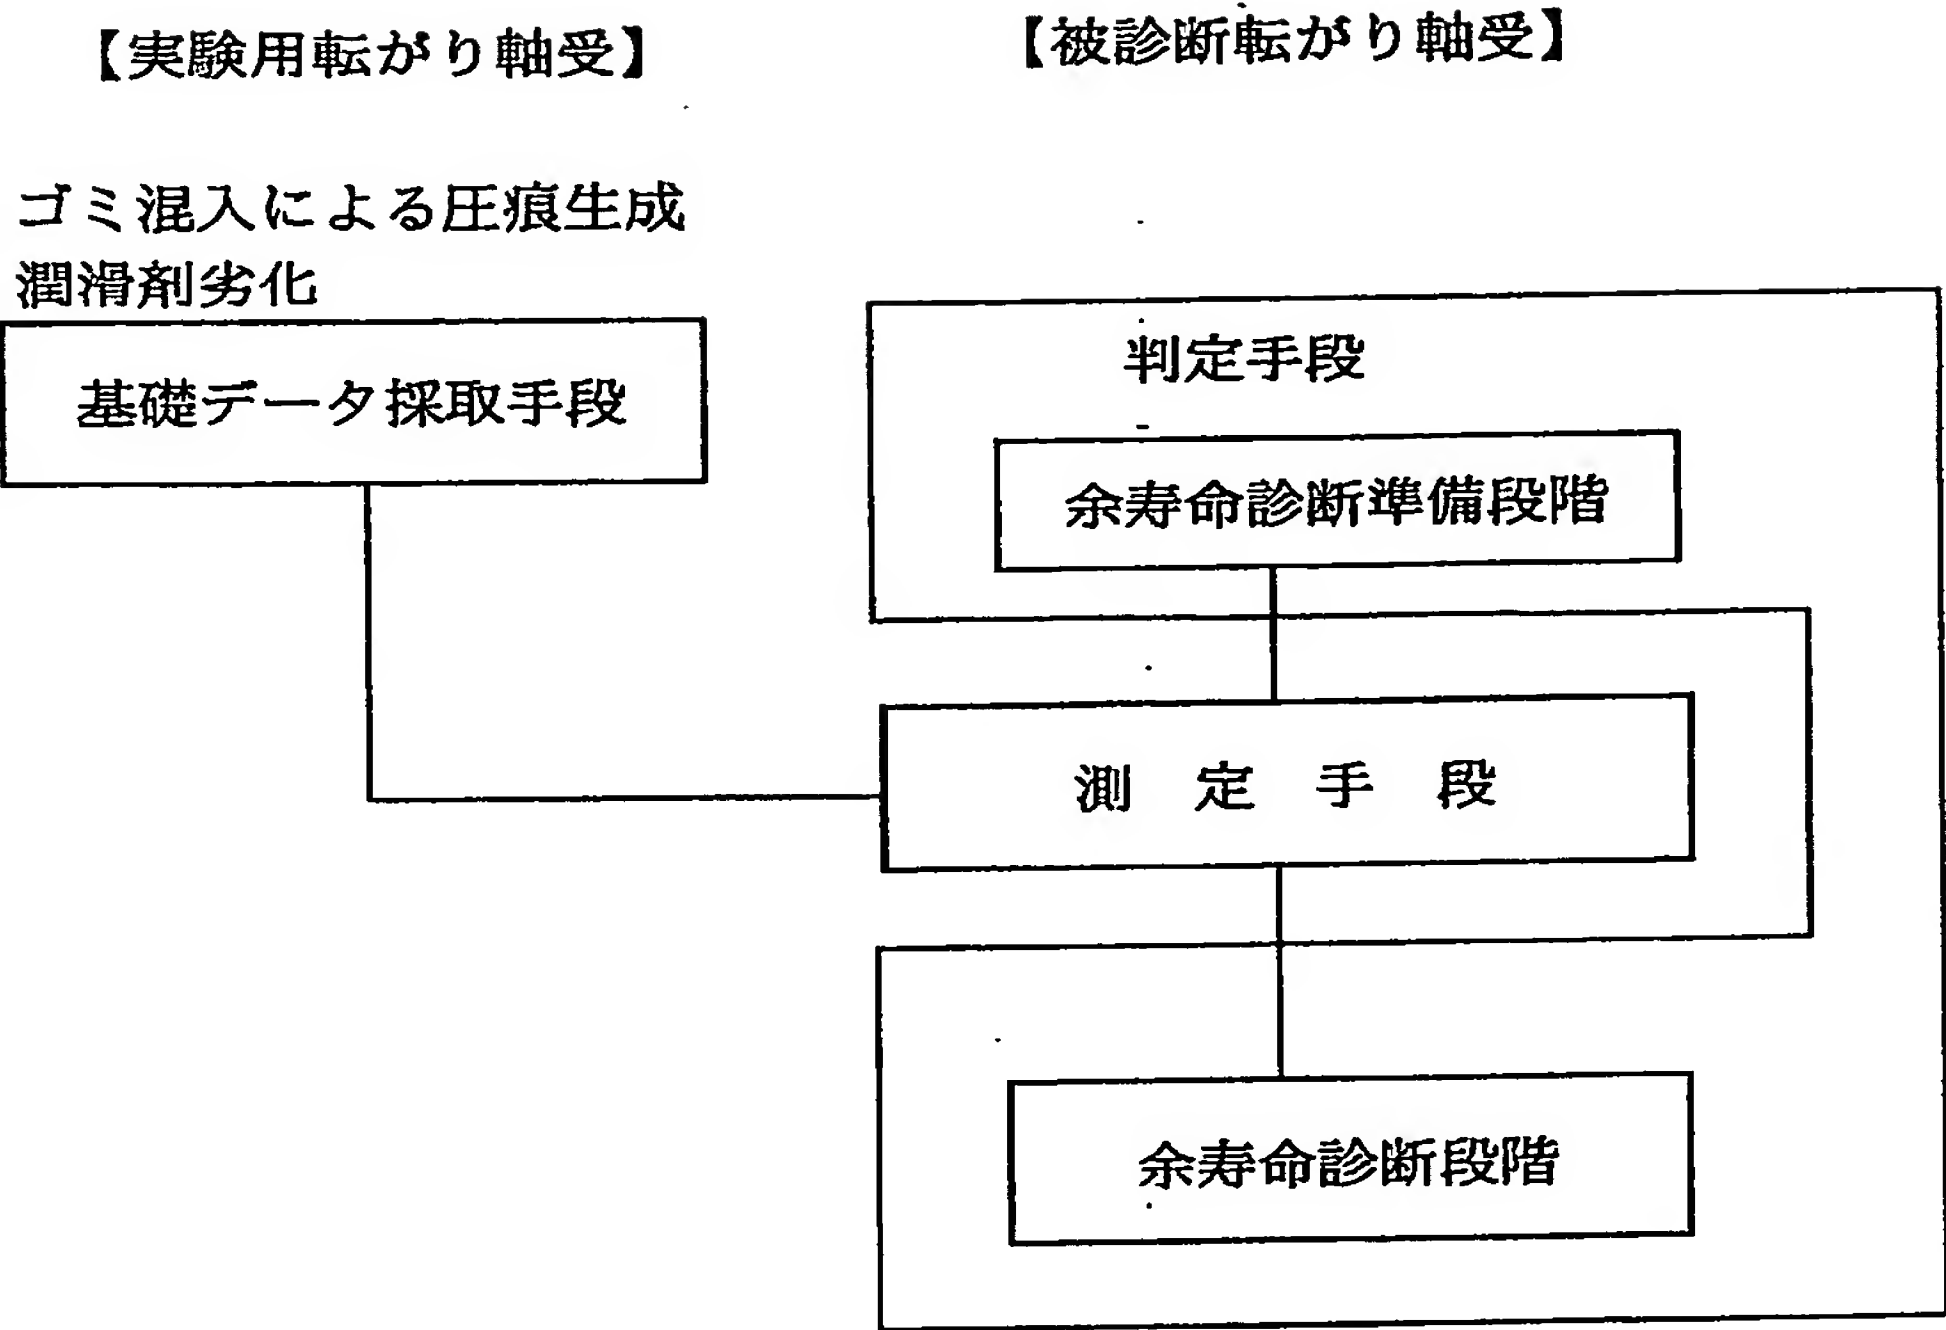 【実験用転がり軸受】
【被診断転がり軸受】
ゴミ混入による圧痕生成
潤滑剤劣化
基礎データ採取手段
判定手段
余寿命診断準備段階
測 定 手 段
余寿命診断段階